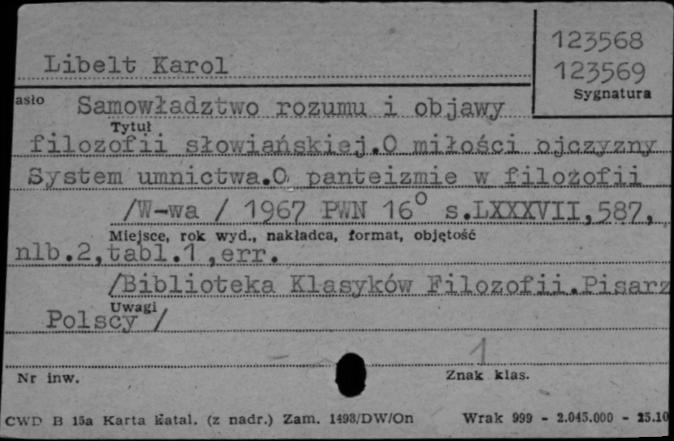 123568
Libelt Karol
123569
Sygnatura
asło Samowładztwo rozumu i objawy
Tytuł
filozofii słowiańskiej.O miłości ojczyzny
System umnictwa.O panteizmie w filozofii
/W-wa / 1967 PWN 16° s.LXXXVII,587,
Miejsce, rok wyd., nakładca, format, objętość
nlb.2,tabl.1 ,err.
/Biblioteka Klasyków Filozofii.Pisarz
Uwagi
Polscy /
1
Nr inw. Znak klas.
CWD B 15a Karta katal. (z nadr.) Zam. 1498/DW/On Wrak 999 - 2.045.000 - 25.10